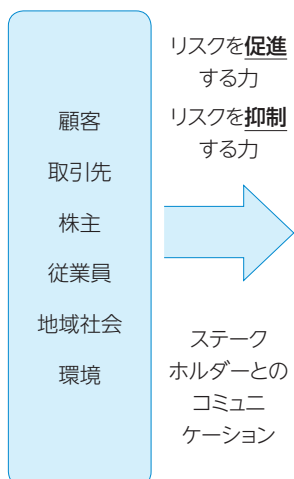 顧客
取引先
株主
従業員
地域社会
環境
リスクを促進
する力
リスクを抑制
する力
ステーク
ホルダーとの
コミュニ
ケーション